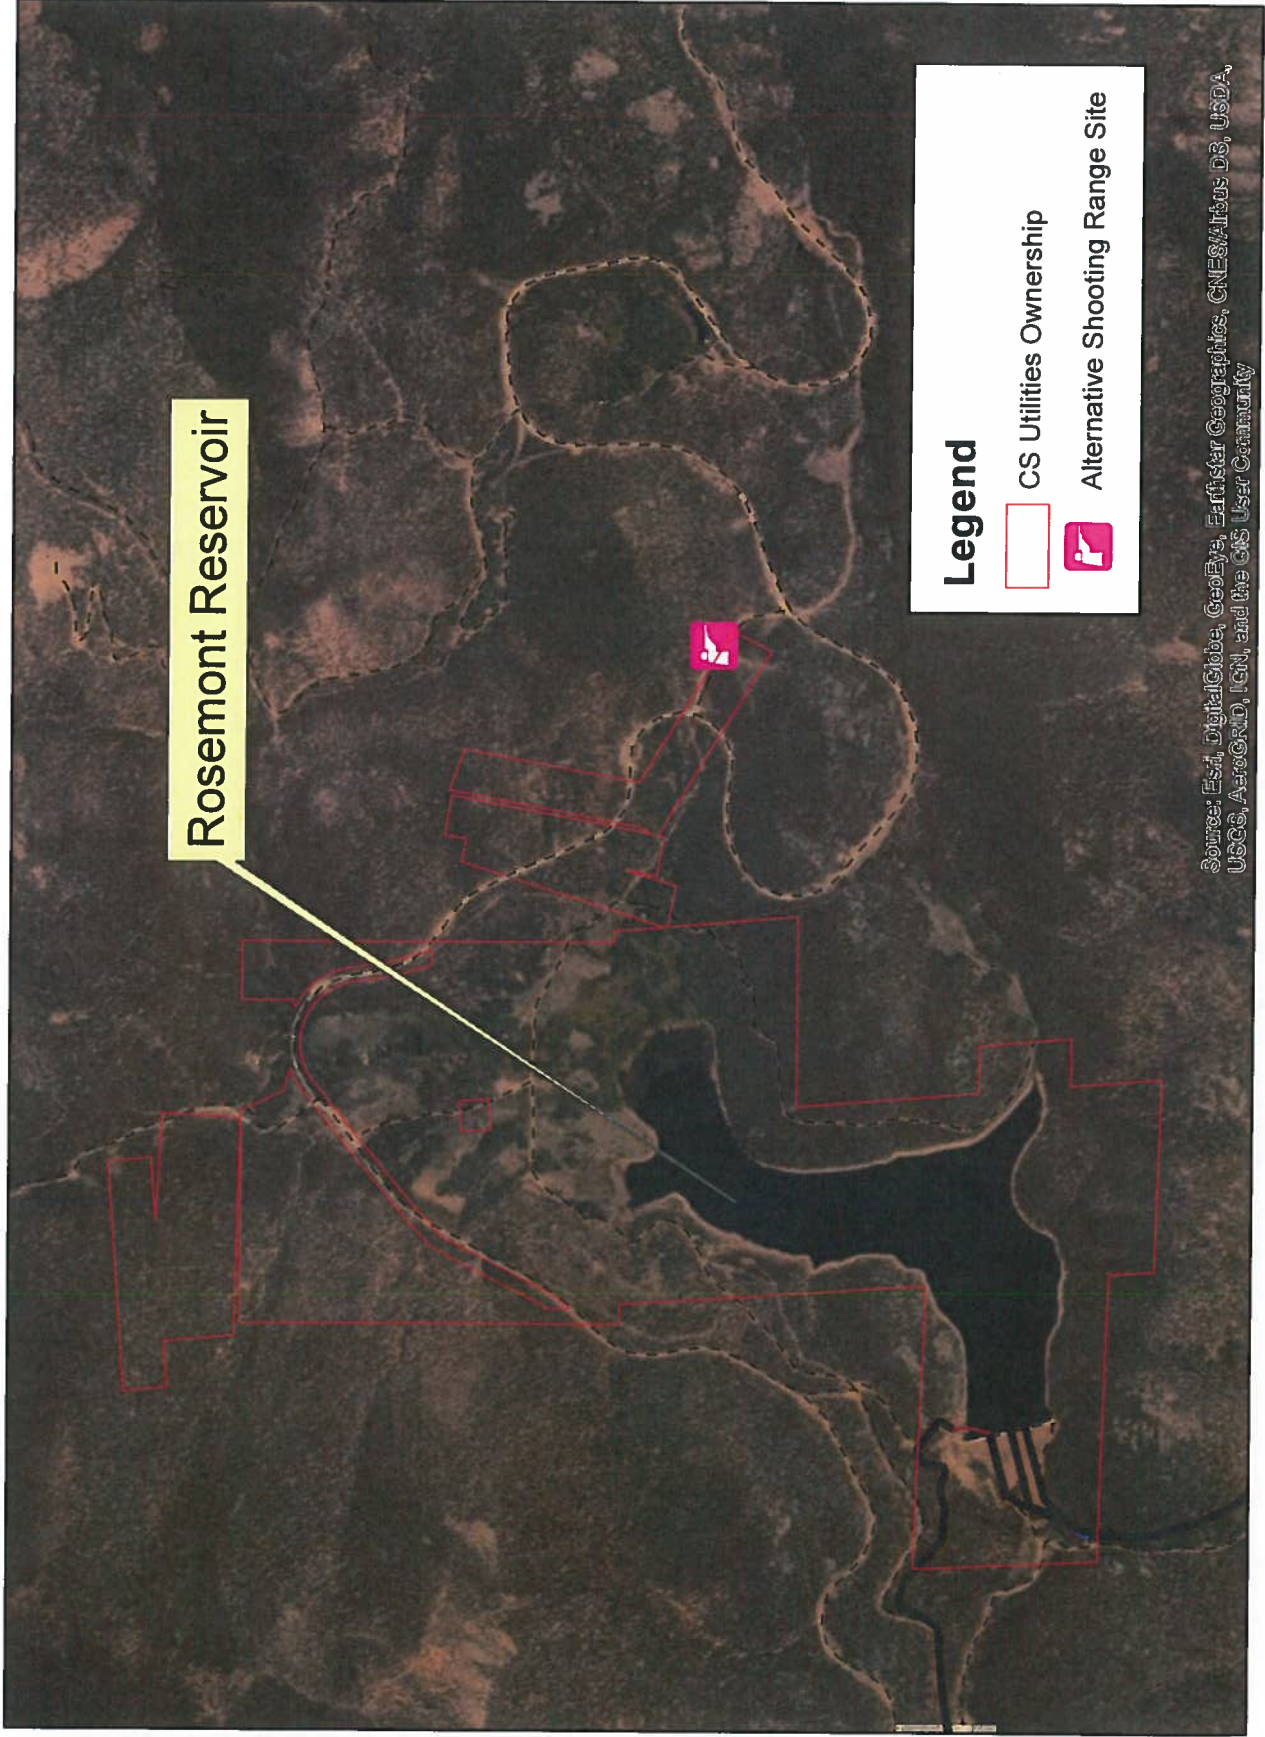 Rosemont Reservoir
Legend
CS Utilities Ownership
Alternative Shooting Range Site
Source: Esri, DigitalGlobe, GeoEye, Earthstar Geographics, CNES/Airbus DS, USDA,
USGS, AeroGRID, IGN, and the GIS User Community